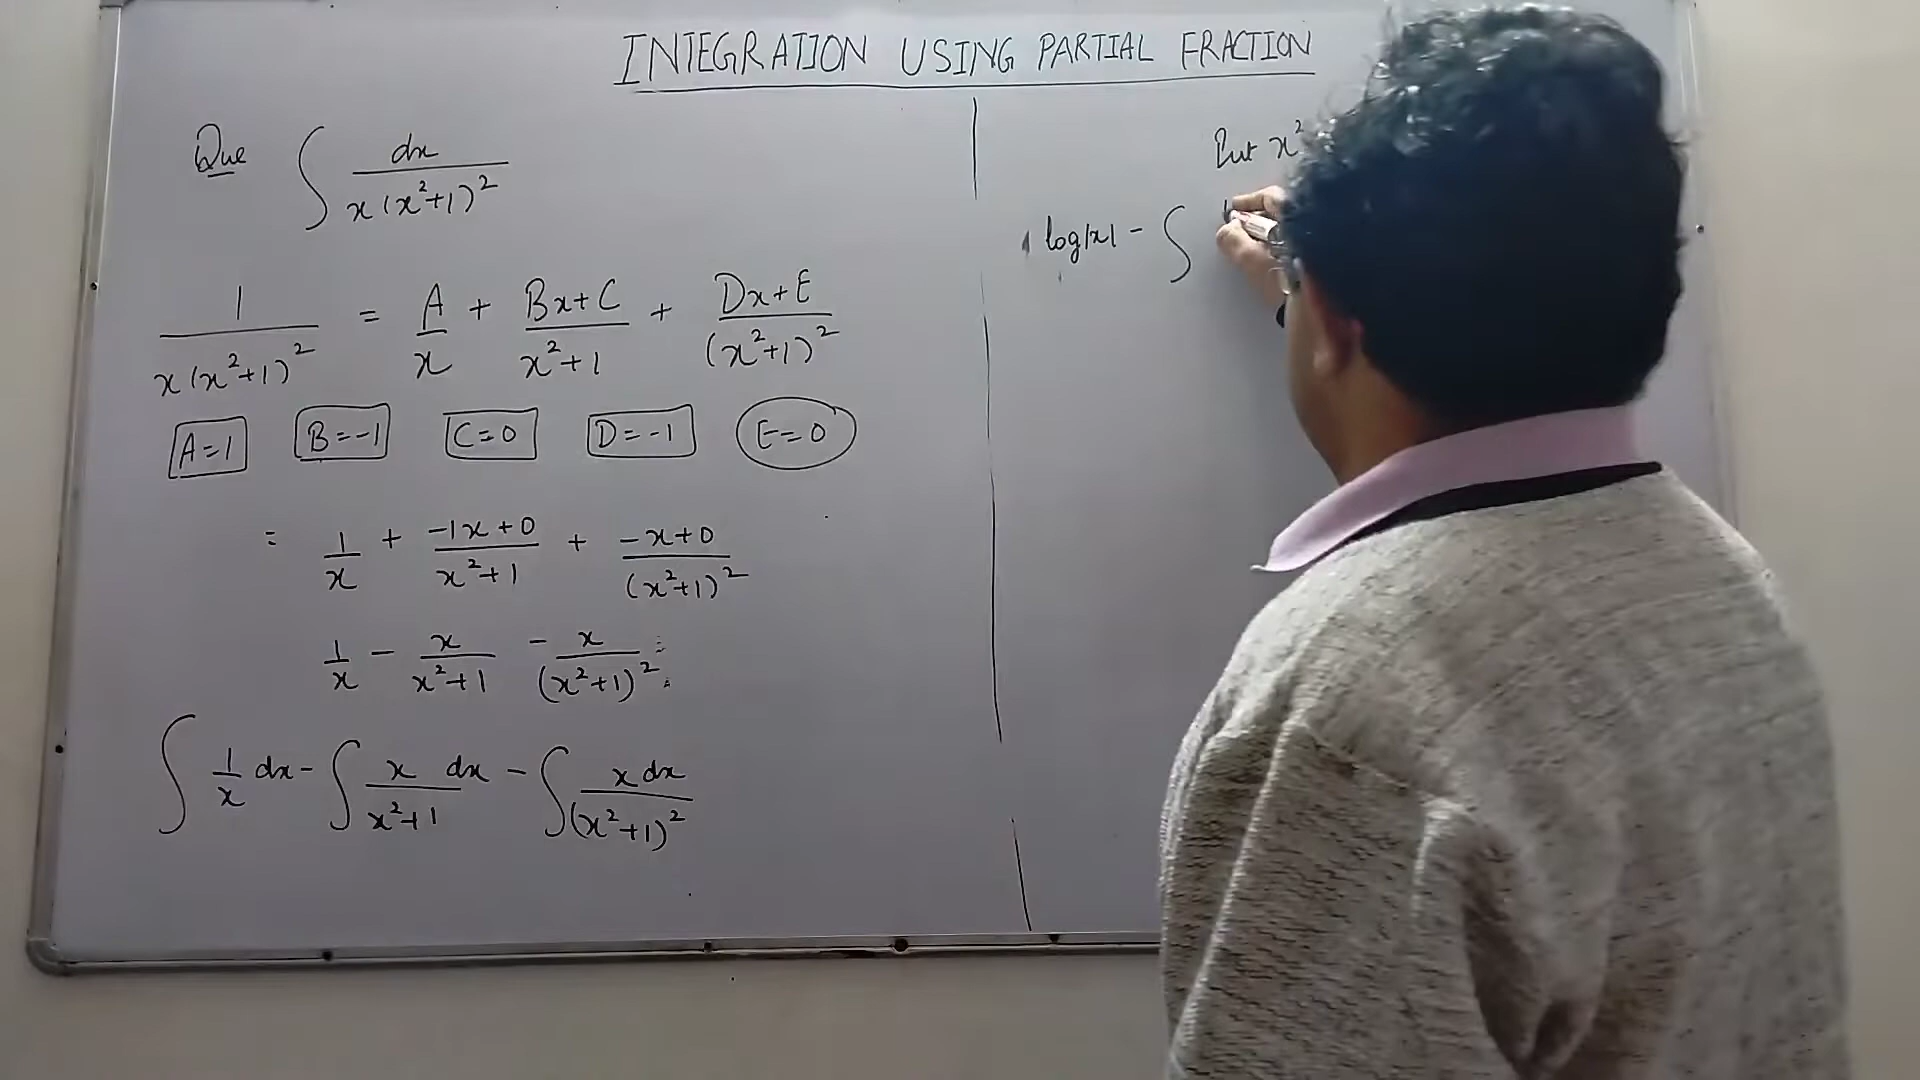 INTEGRATION USING PARTIAL FRACTION
Que ∫ dx / x(x²+1)²
1 / x(x²+1)² = A/x + (Bx+C)/(x²+1) + (Dx+E)/(x²+1)²
A=1 B=-1 C=0 D=-1 E=0
= 1/x + (-1x+0)/(x²+1) + (-x+0)/(x²+1)²
1/x - x/(x²+1) - x/(x²+1)²
∫ 1/x dx - ∫ x/(x²+1) dx - ∫ x dx/(x²+1)²
Put x²
log|x| - ∫